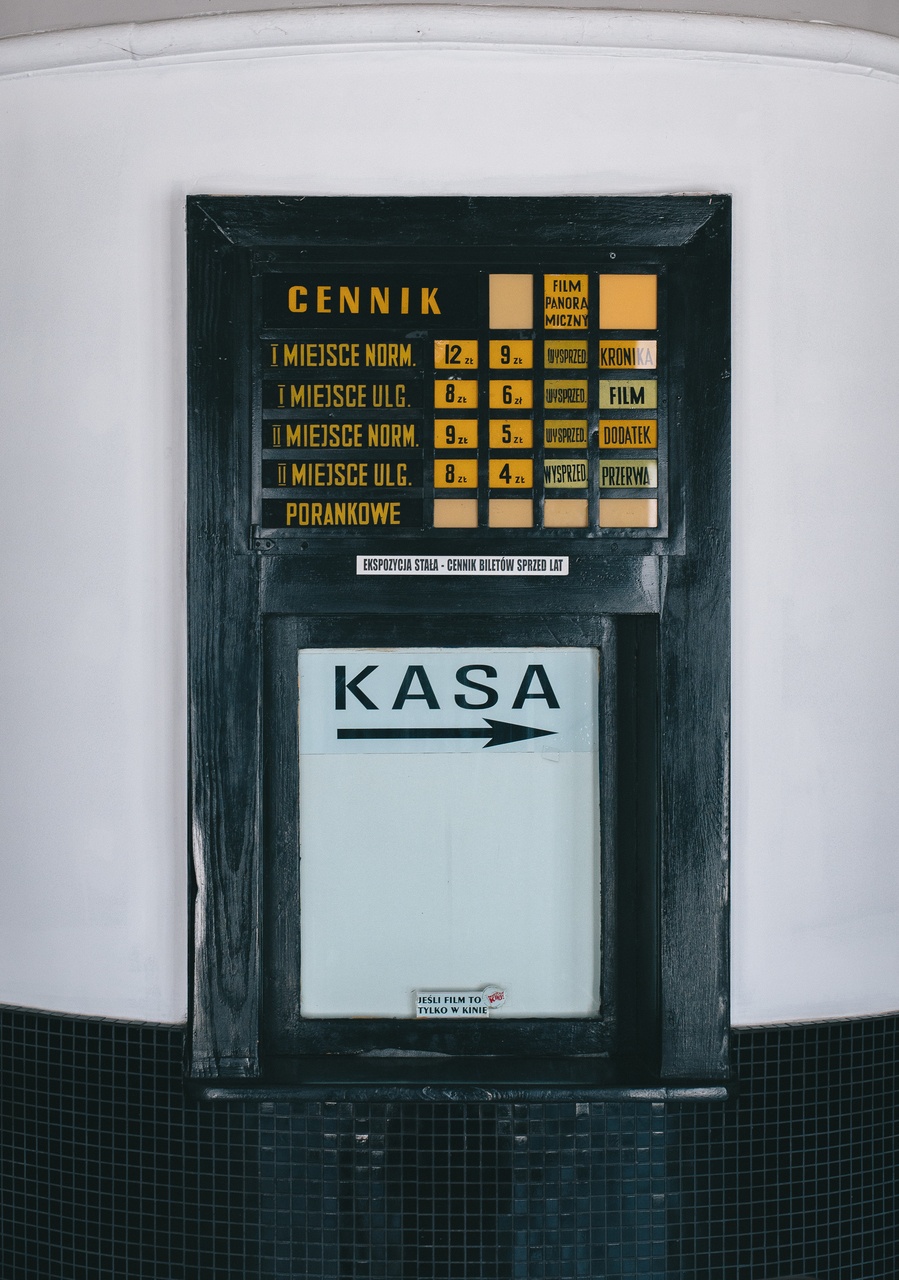 CENNIK
FILM
PANORA
MICZNY
I MIEJSCE NORM. 12 ZŁ 9 ZŁ WYSPRZED. KRONIKA
I MIEJSCE ULG. 8 ZŁ 6 zł WYSPRZED. FILM
II MIEJSCE NORM. 9 ZŁ 5 ZŁ WYSPRZED. DODATEK
II MIEJSCE ULG. 8 ZŁ 4 ZŁ WYSPRZED. PRZERWA
PORANKOWE
EKSPOZYCJA STAŁA - CENNIK BILETÓW SPRZED LAT
KASA
JEŚLI FILM TO
TYLKO W KINIE